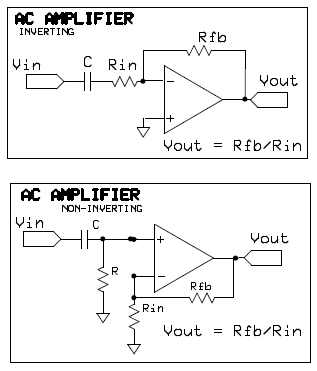 AC AMPLIFIER
INVERTING
Vin
C
Rin
Rfb
Vout
-
+
Vout = Rfb/Rin
AC AMPLIFIER
NON-INVERTING
Vin
C
Vout
+
-
R
Rfb
Rin
Vout = Rfb/Rin